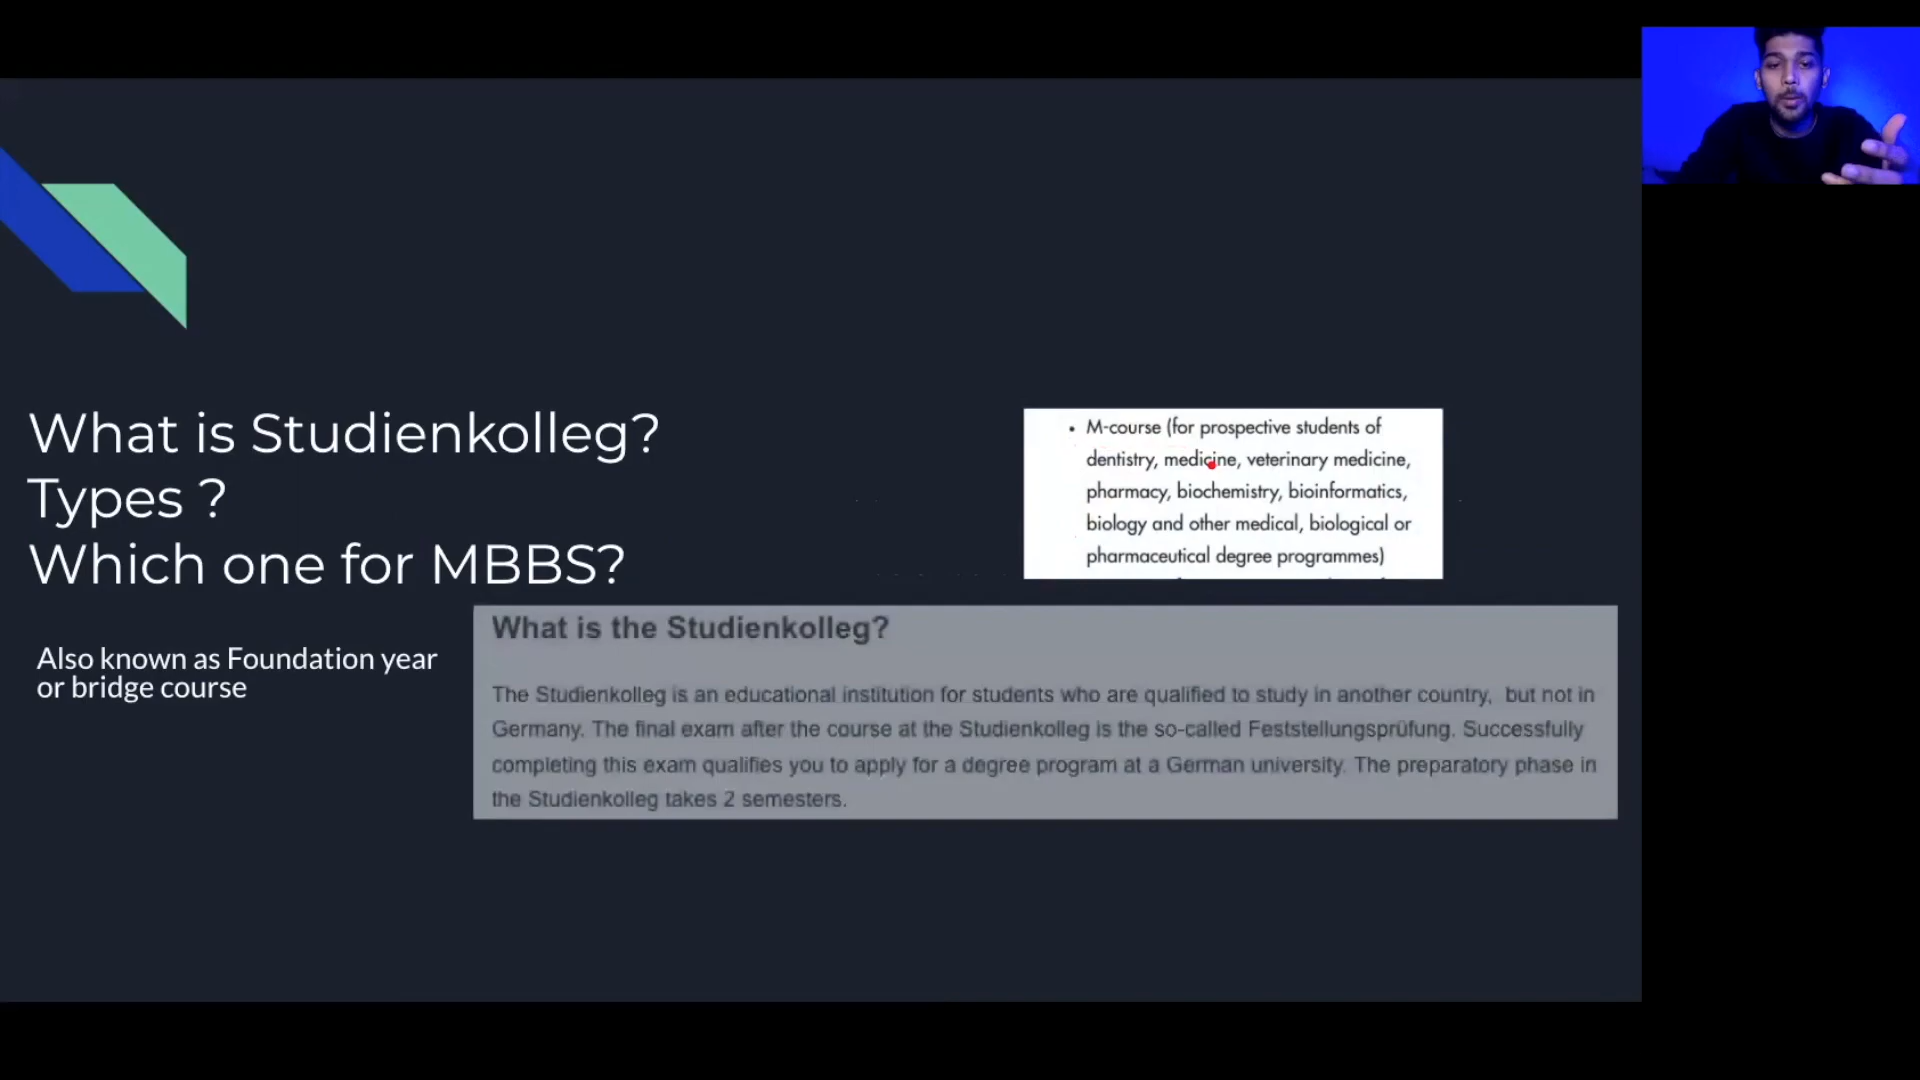 What is Studienkolleg?
Types ?
Which one for MBBS?
Also known as Foundation year
or bridge course
• M-course (for prospective students of
dentistry, medicine, veterinary medicine,
pharmacy, biochemistry, bioinformatics,
biology and other medical, biological or
pharmaceutical degree programmes)
What is the Studienkolleg?
The Studienkolleg is an educational institution for students who are qualified to study in another country, but not in
Germany. The final exam after the course at the Studienkolleg is the so-called Feststellungsprüfung. Successfully
completing this exam qualifies you to apply for a degree program at a German university. The preparatory phase in
the Studienkolleg takes 2 semesters.